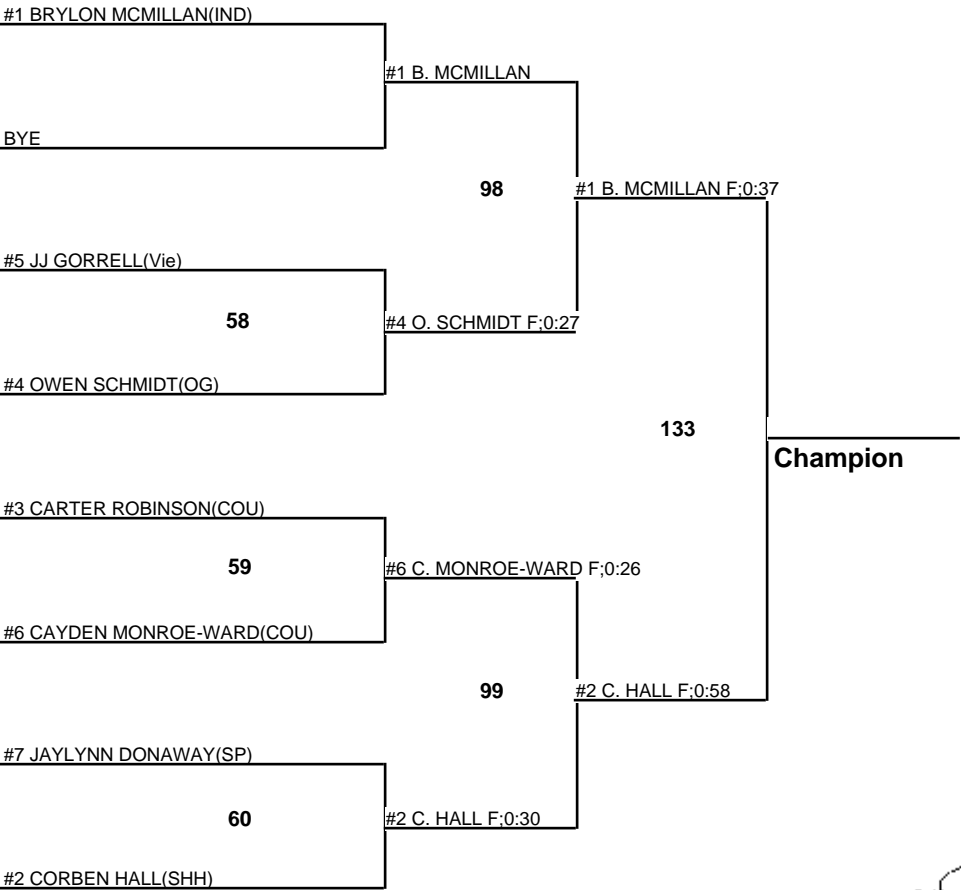 #1 BRYLON MCMILLAN(IND)
#1 B. MCMILLAN
BYE
98
#1 B. MCMILLAN F;0:37
#5 JJ GORRELL(Vie)
58
#4 O. SCHMIDT F;0:27
#4 OWEN SCHMIDT(OG)
133
Champion
#3 CARTER ROBINSON(COU)
59
#6 C. MONROE-WARD F;0:26
#6 CAYDEN MONROE-WARD(COU)
99
#2 C. HALL F;0:58
#7 JAYLYNN DONAWAY(SP)
60
#2 C. HALL F;0:30
#2 CORBEN HALL(SHH)